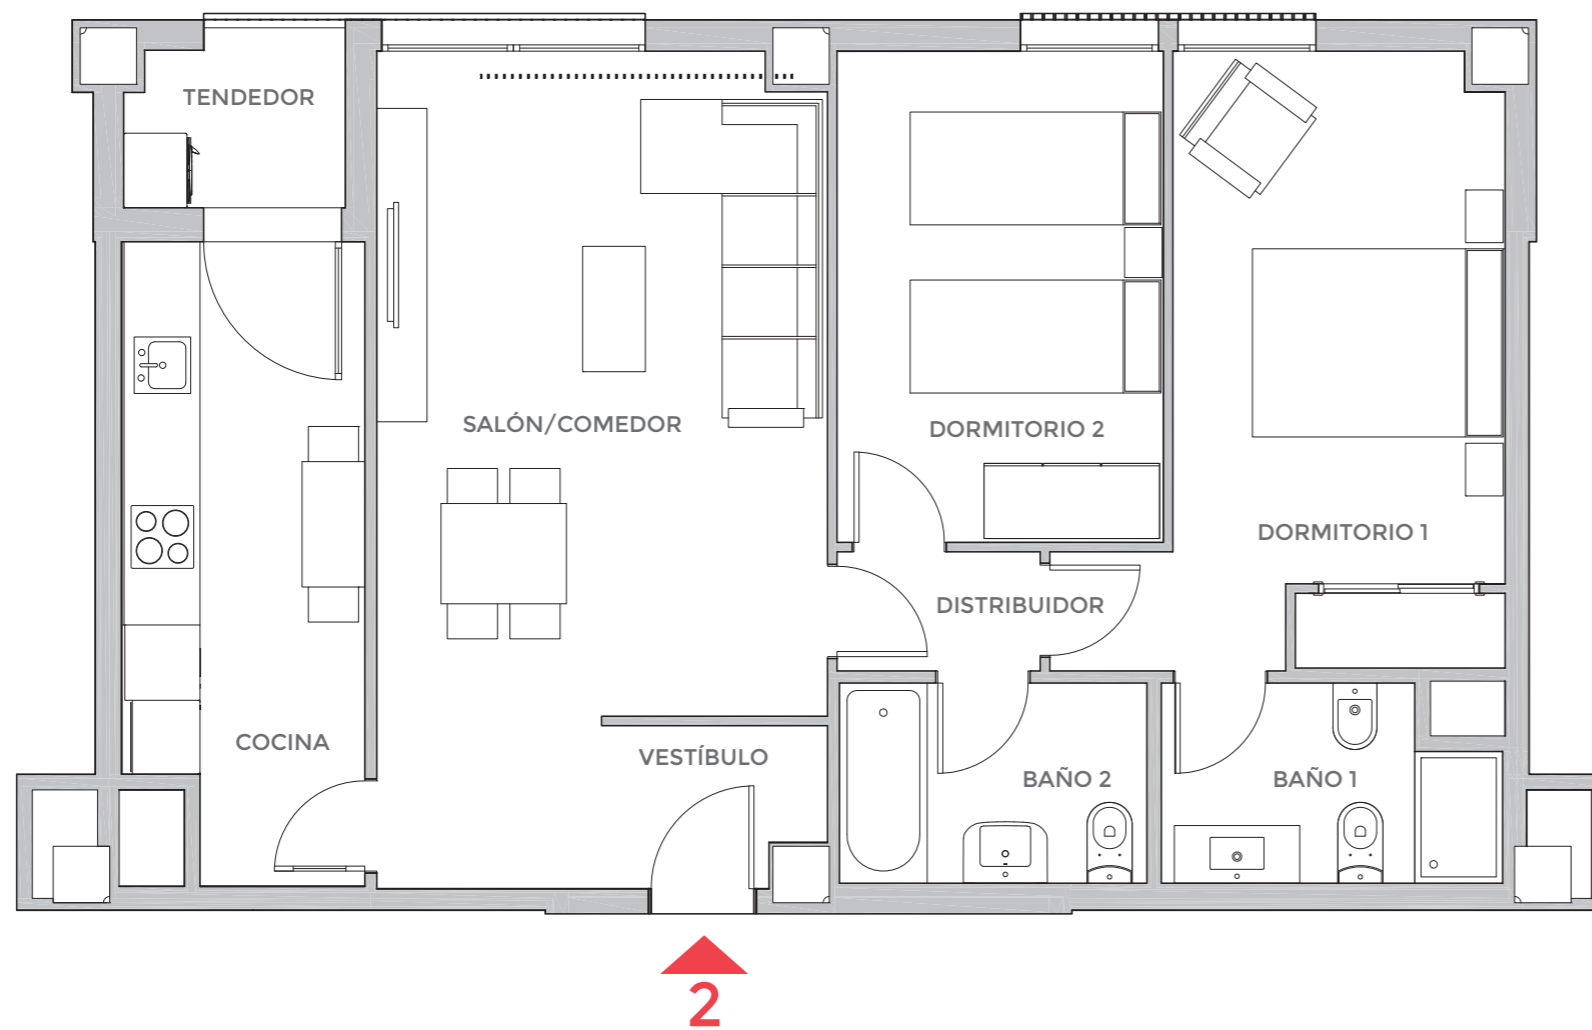 TENDEDOR
SALÓN/COMEDOR
DORMITORIO 2
DORMITORIO 1
DISTRIBUIDOR
COCINA
VESTÍBULO
BAÑO 2
BAÑO 1
2